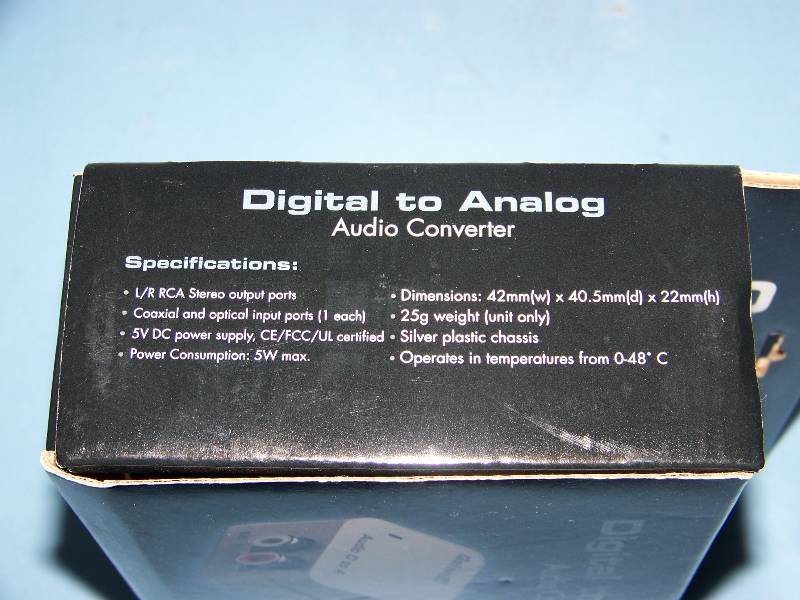 Digital to Analog
Audio Converter
Specifications:
• L/R RCA Stereo output ports
• Coaxial and optical input ports (1 each)
• 5V DC power supply, CE/FCC/UL certified
• Power Consumption: 5W max.
• Dimensions: 42mm(w) x 40.5mm(d) x 22mm(h)
• 25g weight (unit only)
• Silver plastic chassis
• Operates in temperatures from 0-48° C
Digital
Audio